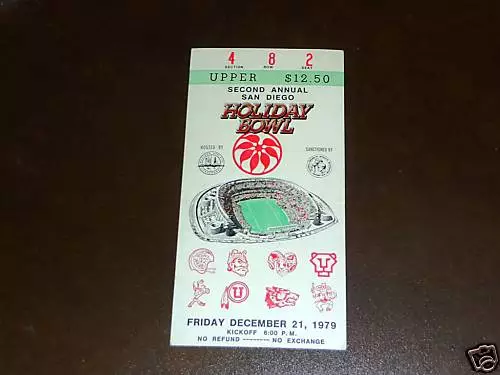 4 8 2
SECTION ROW SEAT
UPPER $12.50
SECOND ANNUAL
SAN DIEGO
HOLIDAY
BOWL
HOSTED BY
SANCTIONED BY
U
FRIDAY DECEMBER 21, 1979
KICKOFF 6:00 P.M.
NO REFUND -------- NO EXCHANGE
ebY